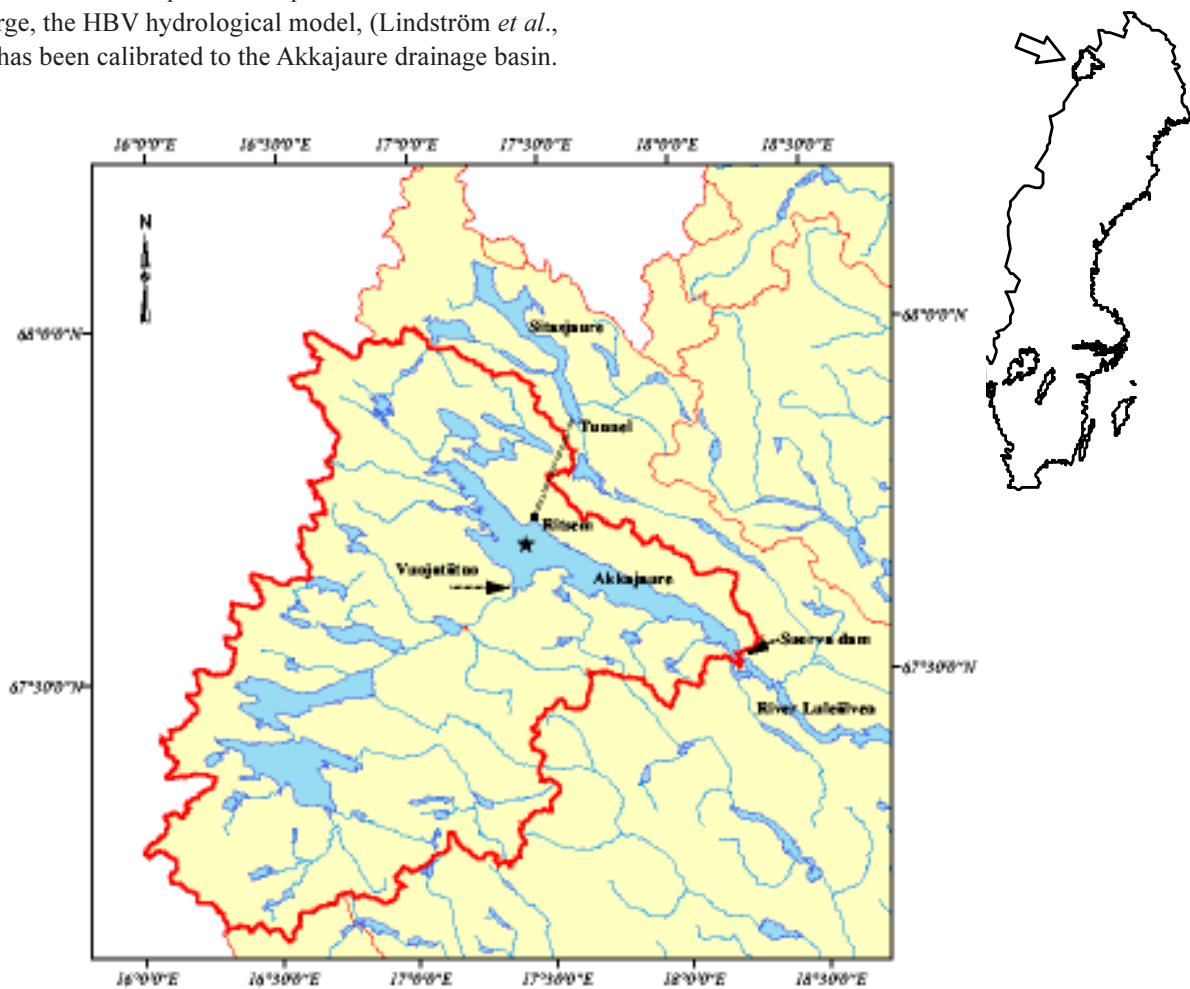 rge, the HBV hydrological model, (Lindström et al.,
has been calibrated to the Akkajaure drainage basin.
16°0'0"E 16°30'0"E 17°0'0"E 17°30'0"E 18°0'0"E 18°30'0"E
N
68°0'0"N
68°0'0"N
Sitasjaure
Tunnel
Ritsem
Vuojatätno
Akkajaure
Suorva dam
67°30'0"N
67°30'0"N
River Luleälven
16°0'0"E 16°30'0"E 17°0'0"E 17°30'0"E 18°0'0"E 18°30'0"E